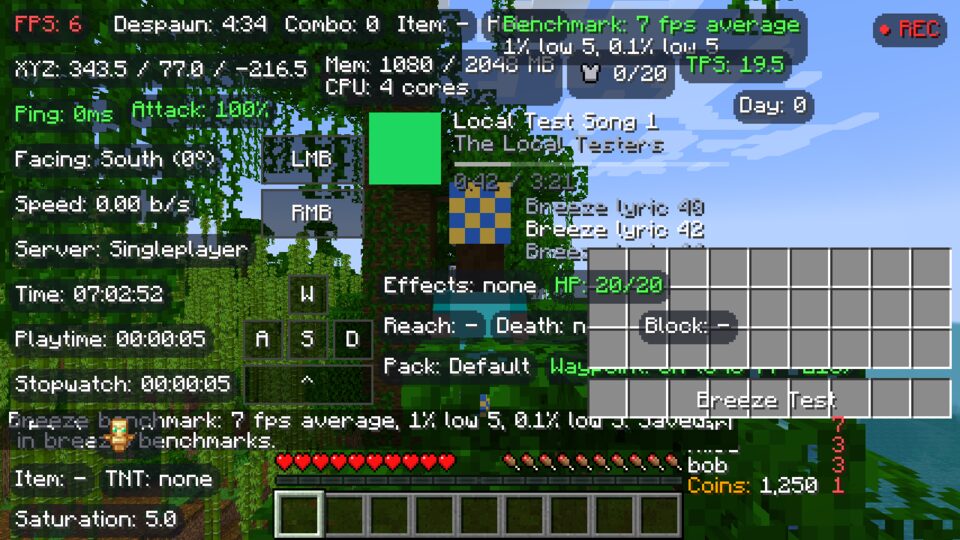 FPS: 6 Despawn: 4:34 Combo: 0 Item: - H
Benchmark: 7 fps average
1% low 5, 0.1% low 5
REC
XYZ: 343.5 / 77.0 / -216.5
Mem: 1080 / 2048 MB
CPU: 4 cores
0/20
TPS: 19.5
Day: 0
Ping: 0ms
Attack: 100%
Local Test Song 1
The Local Testers
0:42 / 3:21
Facing: South (0°)
LMB
Speed: 0.00 b/s
RMB
Breeze lyric 40
Breeze lyric 42
Breeze lyric
Server: Singleplayer
Effects: none HP: 20/20
Time: 07:02:52
W
Reach: - Death: n
Block: -
Playtime: 00:00:05
A S D
Pack: Default
Stopwatch: 00:00:05
^
Breeze Test
Breeze benchmark: 7 fps average, 1% low 5, 0.1% low 5. Saved
in breeze benchmarks.
7
3
bob 3
Coins: 1,250 1
Item: - TNT: none
Saturation: 5.0